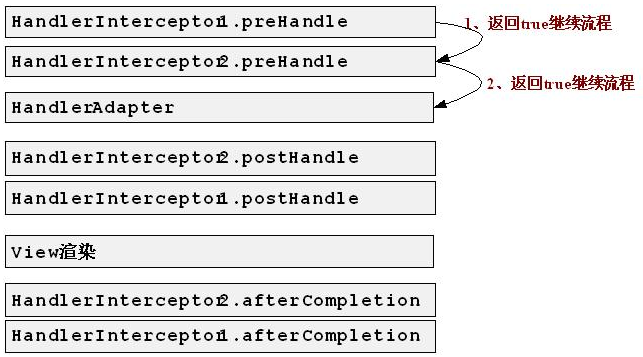 HandlerInterceptor1.preHandle
1、返回true继续流程
HandlerInterceptor2.preHandle
2、返回true继续流程
HandlerAdapter
HandlerInterceptor2.postHandle
HandlerInterceptor1.postHandle
View渲染
HandlerInterceptor2.afterCompletion
HandlerInterceptor1.afterCompletion